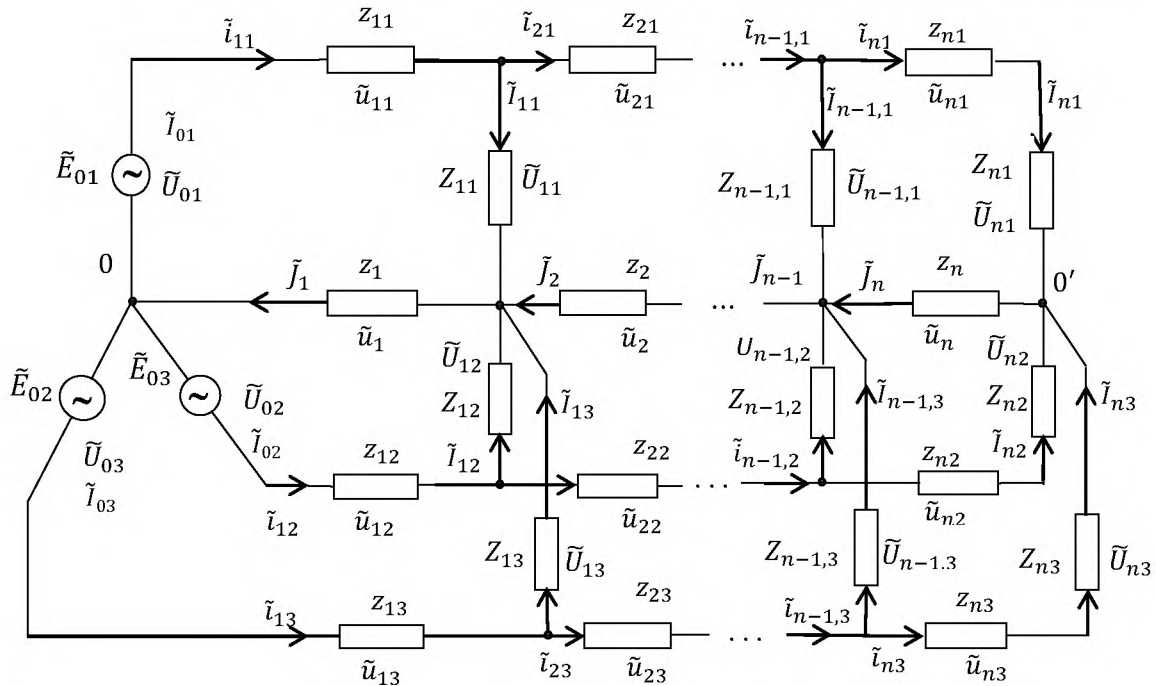 z₁₁ z₂₁ zₙ₁
ĩ₁₁ ĩ₂₁ ĩₙ₋₁,₁ ĩₙ₁
...
ũ₁₁ ũ₂₁ ũₙ₁
Ĩ₁₁ Ĩₙ₋₁,₁ Ĩₙ₁
Ĩ₀₁
Ẽ₀₁ ~ Ũ₀₁
Z₁₁ Ũ₁₁ Zₙ₋₁,₁ Ũₙ₋₁,₁ Zₙ₁
Ũₙ₁
0 J̃₁ z₁ J̃₂ z₂ J̃ₙ₋₁ J̃ₙ zₙ 0′
...
ũ₁ ũ₂ ũₙ
Ẽ₀₂ ~ Ẽ₀₃ ~ Ũ₀₂
Ũ₁₂ Uₙ₋₁,₂ Ũₙ₂
Z₁₂ Ĩ₁₃ Zₙ₋₁,₂ Ĩₙ₋₁,₃ Zₙ₂ Ĩₙ₃
Ũ₀₃ Ĩ₀₂
Ĩ₀₃
z₁₂ Ĩ₁₂ z₂₂ ĩₙ₋₁,₂ zₙ₂ Ĩₙ₂
...
ĩ₁₂ ũ₁₂ ũ₂₂ ũₙ₂
Z₁₃ Ũ₁₃ Zₙ₋₁,₃ Ũₙ₋₁.₃ Zₙ₃ Ũₙ₃
ĩ₁₃ z₁₃ z₂₃ ĩₙ₋₁,₃ zₙ₃
...
ũ₁₃ ĩ₂₃ ũ₂₃ ĩₙ₃ ũₙ₃